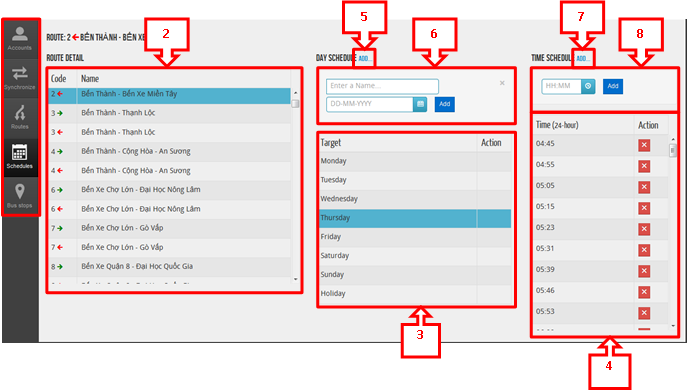 5
7
2
6
8
Accounts
Synchronize
Routes
Schedules
Bus stops
ROUTE: 2 ← BẾN THÀNH - BẾN XE
ROUTE DETAIL
Code Name
2 ← Bến Thành - Bến Xe Miền Tây
3 → Bến Thành - Thạnh Lộc
3 ← Bến Thành - Thạnh Lộc
4 → Bến Thành - Cộng Hòa - An Sương
4 ← Bến Thành - Cộng Hòa - An Sương
6 → Bến Xe Chợ Lớn - Đại Học Nông Lâm
6 ← Bến Xe Chợ Lớn - Đại Học Nông Lâm
7 → Bến Xe Chợ Lớn - Gò Vấp
7 ← Bến Xe Chợ Lớn - Gò Vấp
8 → Bến Xe Quận 8 - Đại Học Quốc Gia
DAY SCHEDULE ADD...
Enter a Name...
×
DD-MM-YYYY Add
Target Action
Monday
Tuesday
Wednesday
Thursday
Friday
Saturday
Sunday
Holiday
3
TIME SCHEDULE ADD...
HH:MM Add
Time (24-hour) Action
04:45
04:55
05:05
05:15
05:23
05:31
05:39
05:46
05:53
4